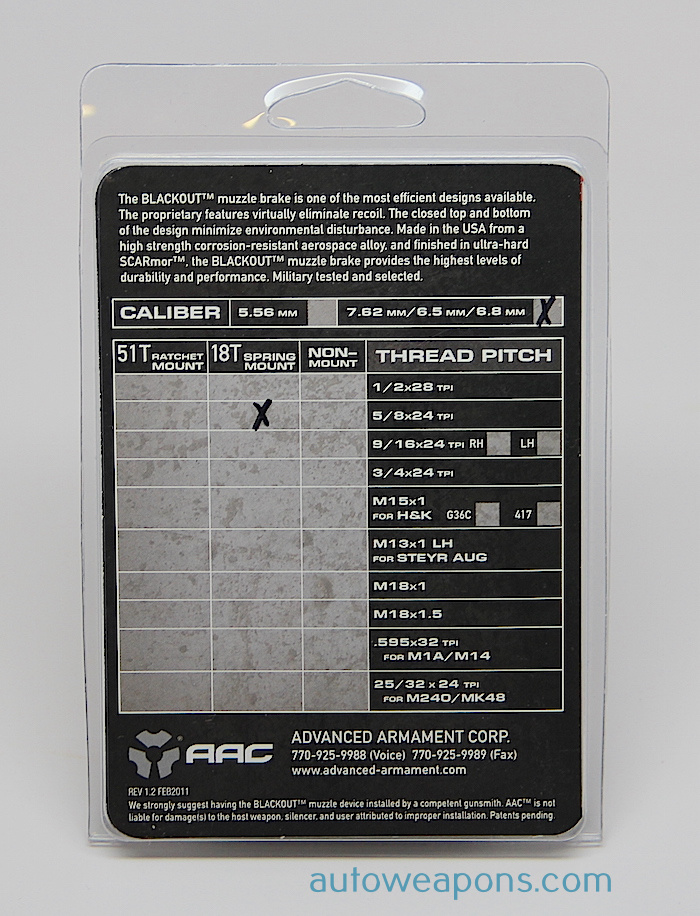 The BLACKOUT™ muzzle brake is one of the most efficient designs available.
The proprietary features virtually eliminate recoil. The closed top and bottom
of the design minimize environmental disturbance. Made in the USA from a
high strength corrosion-resistant aerospace alloy, and finished in ultra-hard
SCARmor™, the BLACKOUT™ muzzle brake provides the highest levels of
durability and performance. Military tested and selected.
CALIBER 5.56 MM 7.62 MM/6.5 MM/6.8 MM X
51T RATCHET MOUNT 18T SPRING MOUNT NON-MOUNT THREAD PITCH
1/2x28 TPI
X 5/8x24 TPI
9/16x24 TPI RH LH
3/4x24 TPI
M15x1
FOR H&K G36C 417
M13x1 LH
FOR STEYR AUG
M18x1
M18x1.5
.595x32 TPI
FOR M1A/M14
25/32 x 24 TPI
FOR M240/MK48
AAC
ADVANCED ARMAMENT CORP.
770-925-9988 (Voice) 770-925-9989 (Fax)
www.advanced-armament.com
REV 1.2 FEB2011
We strongly suggest having the BLACKOUT™ muzzle device installed by a competent gunsmith. AAC™ is not
liable for damage(s) to the host weapon, silencer, and user attributed to improper installation. Patents pending.
autoweapons.com